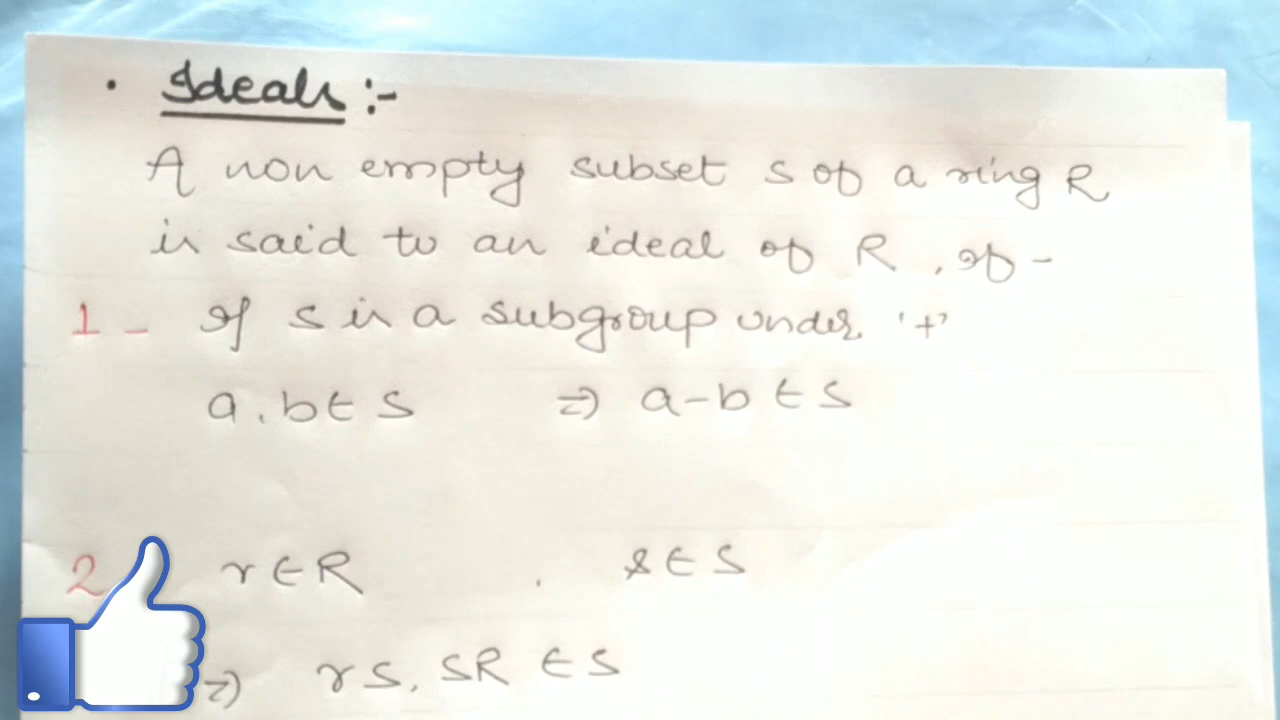 • Ideals :-
A non empty subset S of a ring R
is said to an ideal of R, if -
1 - If S is a subgroup under '+'
a, b ∈ S ⇒ a-b ∈ S
2 r ∈ R , s ∈ S
⇒ rs, SR ∈ S